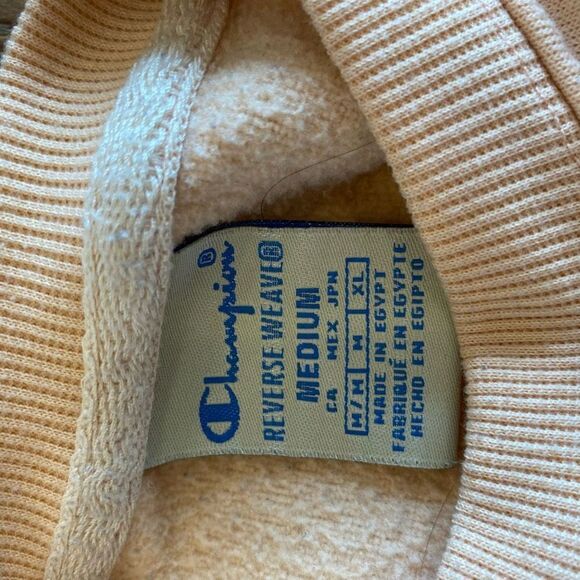 Champion®
REVERSE WEAVE®
MEDIUM
CA MEX JPN
M/M M XL
MADE IN EGYPT
FABRIQUÉ EN EGYPTE
HECHO EN EGIPTO